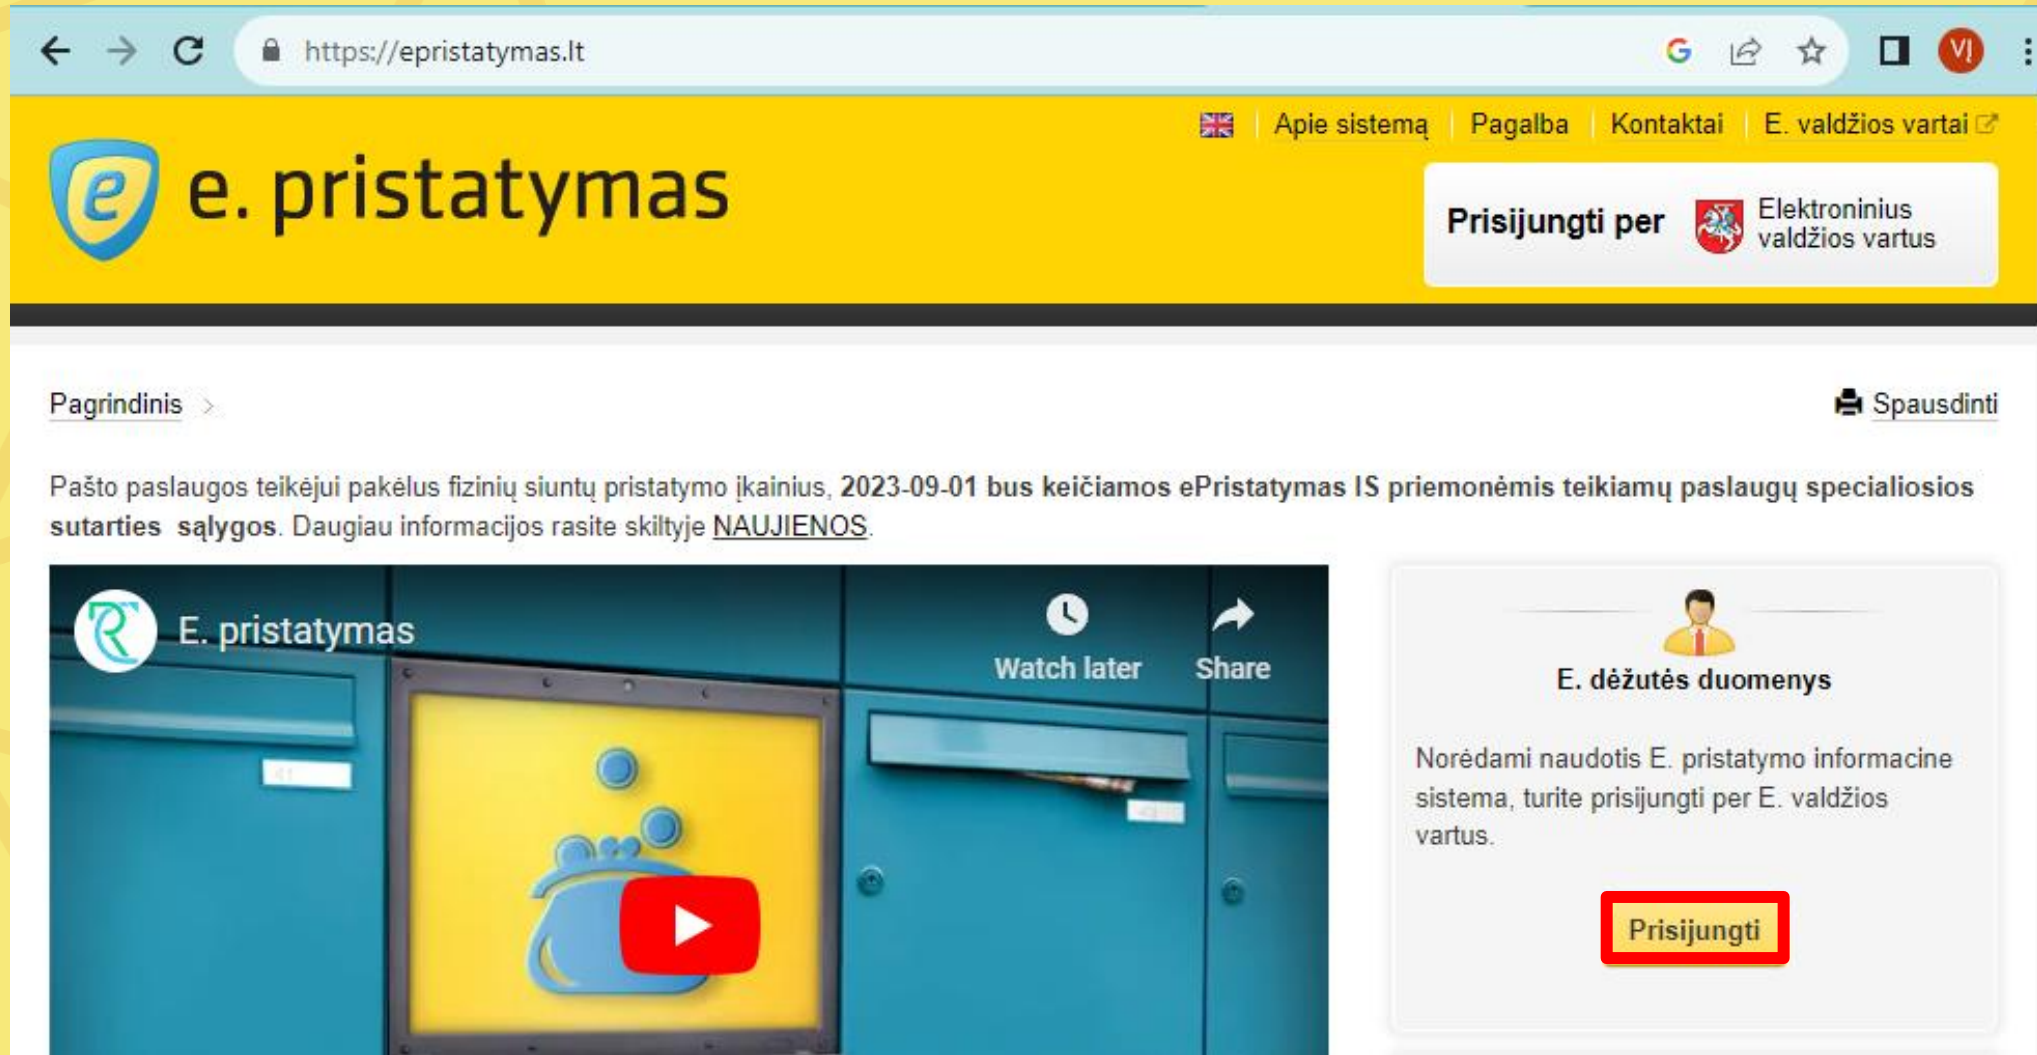 https://epristatymas.lt
VĮ
Apie sistemą Pagalba Kontaktai E. valdžios vartai
e. pristatymas
Prisijungti per Elektroninius valdžios vartus
Pagrindinis >
Spausdinti
Pašto paslaugos teikėjui pakėlus fizinių siuntų pristatymo įkainius, 2023-09-01 bus keičiamos ePristatymas IS priemonėmis teikiamų paslaugų specialiosios
sutarties sąlygos. Daugiau informacijos rasite skiltyje NAUJIENOS.
E. pristatymas
Watch later
Share
41
E. dėžutės duomenys
Norėdami naudotis E. pristatymo informacine
sistema, turite prisijungti per E. valdžios
vartus.
Prisijungti